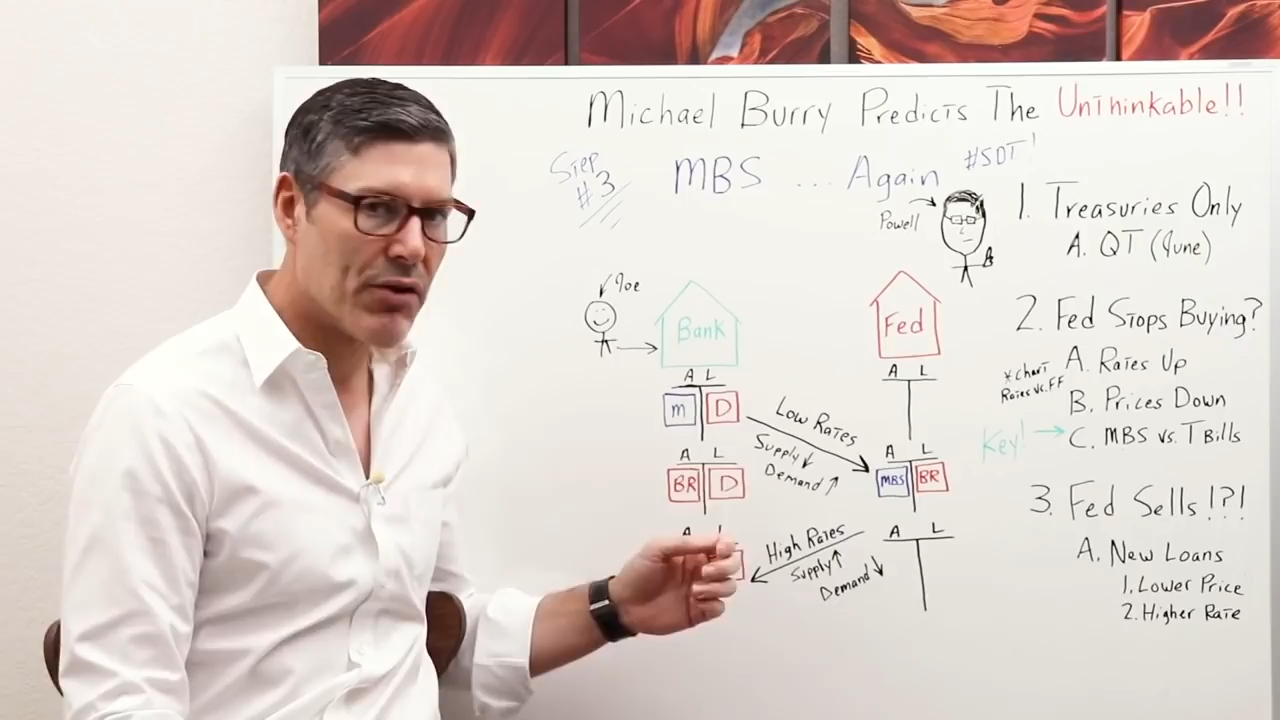 Michael Burry Predicts The Unthinkable!!
Step #3
MBS ... Again
#SDT!
Powell
1. Treasuries Only
A. QT (June)
Joe
Bank
Fed
2. Fed Stops Buying?
A. Rates Up
*Chart
Rates vs. FF
B. Prices Down
Key!
C. MBS vs. T Bills
A L
A L
M D
Low Rates
Supply ↓
Demand ↑
A L
A L
BR D
MBS BR
3. Fed Sells!?!
A. New Loans
1. Lower Price
2. Higher Rate
A L
High Rates
Supply ↑
Demand ↓
A L